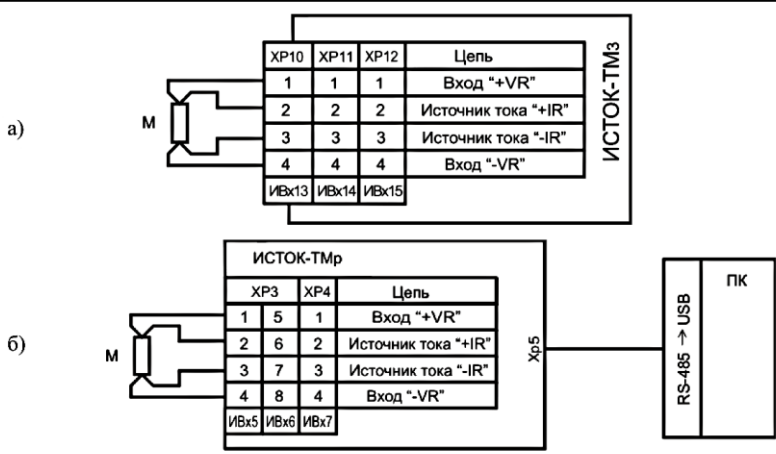 а)
М
XP10 XP11 XP12 Цепь
1 1 1 Вход "+VR"
2 2 2 Источник тока "+IR"
3 3 3 Источник тока "-IR"
4 4 4 Вход "-VR"
ИВх13 ИВх14 ИВх15
ИСТОК-ТМз
б)
М
ИСТОК-ТМр
XP3 XP4 Цепь
1 5 1 Вход "+VR"
2 6 2 Источник тока "+IR"
3 7 3 Источник тока "-IR"
4 8 4 Вход "-VR"
ИВх5 ИВх6 ИВх7
Xp5
RS-485 → USB
ПК